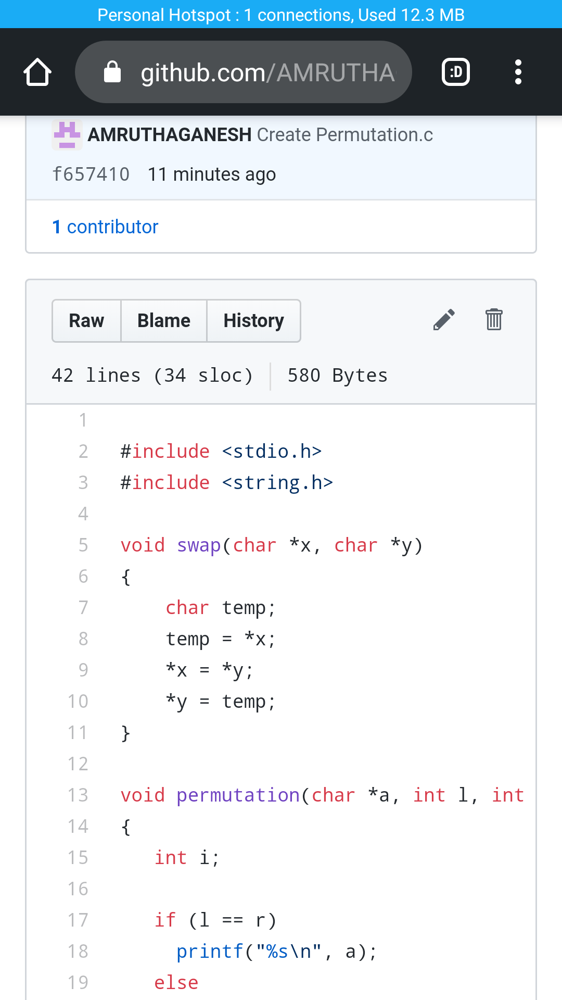 Personal Hotspot : 1 connections, Used 12.3 MB
github.com/AMRUTHA
:D
AMRUTHAGANESH Create Permutation.c
f657410 11 minutes ago
1 contributor
Raw Blame History
42 lines (34 sloc) 580 Bytes
1
2 #include <stdio.h>
3 #include <string.h>
4
5 void swap(char *x, char *y)
6 {
7     char temp;
8     temp = *x;
9     *x = *y;
10     *y = temp;
11 }
12
13 void permutation(char *a, int l, int
14 {
15    int i;
16
17    if (l == r)
18      printf("%s\n", a);
19    else